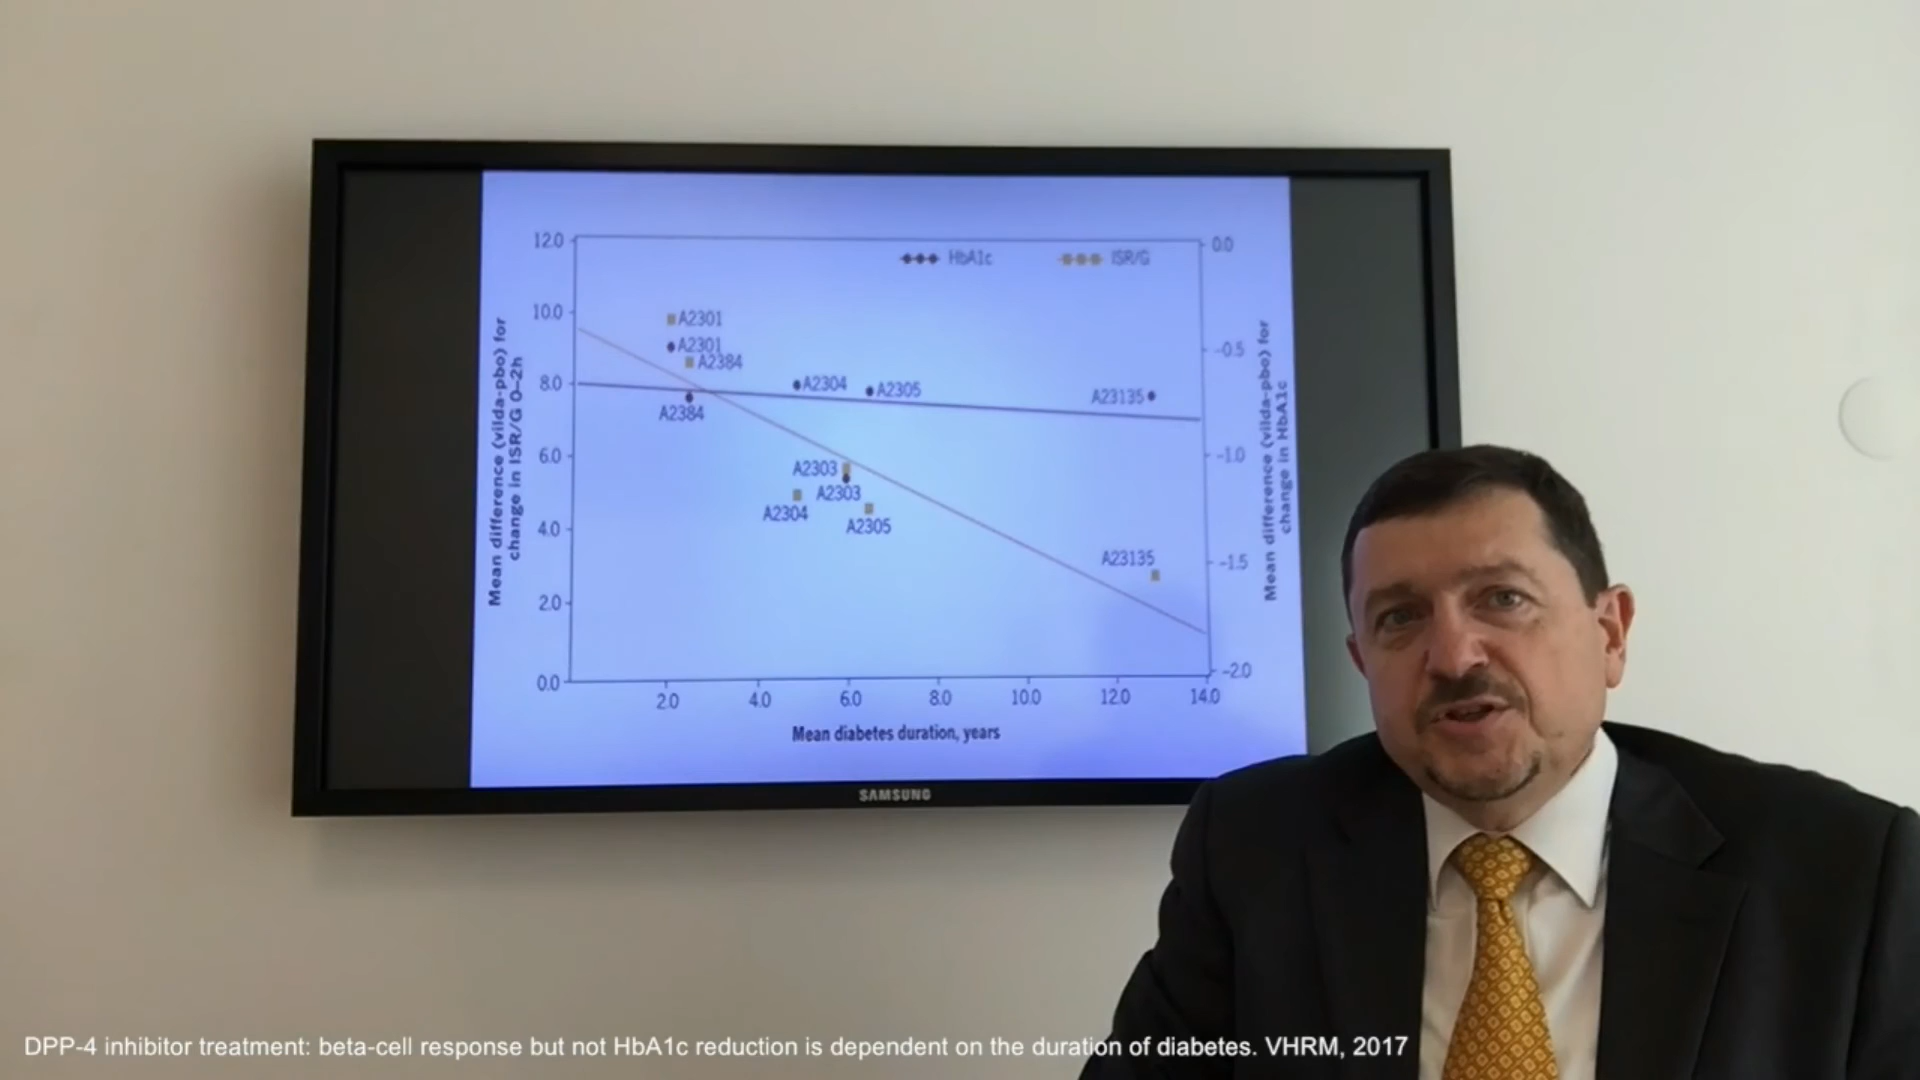 12.0
10.0
8.0
6.0
4.0
2.0
0.0
Mean difference (vilda-pbo) for
change in ISR/G 0–2h
HbA1c
ISR/G
A2301
A2301
A2384
A2384
A2304
A2305
A23135
A2303
A2303
A2304
A2305
A23135
0.0
-0.5
-1.0
-1.5
-2.0
Mean difference (vilda-pbo) for
change in HbA1c
2.0 4.0 6.0 8.0 10.0 12.0 14.0
Mean diabetes duration, years
SAMSUNG
DPP-4 inhibitor treatment: beta-cell response but not HbA1c reduction is dependent on the duration of diabetes. VHRM, 2017